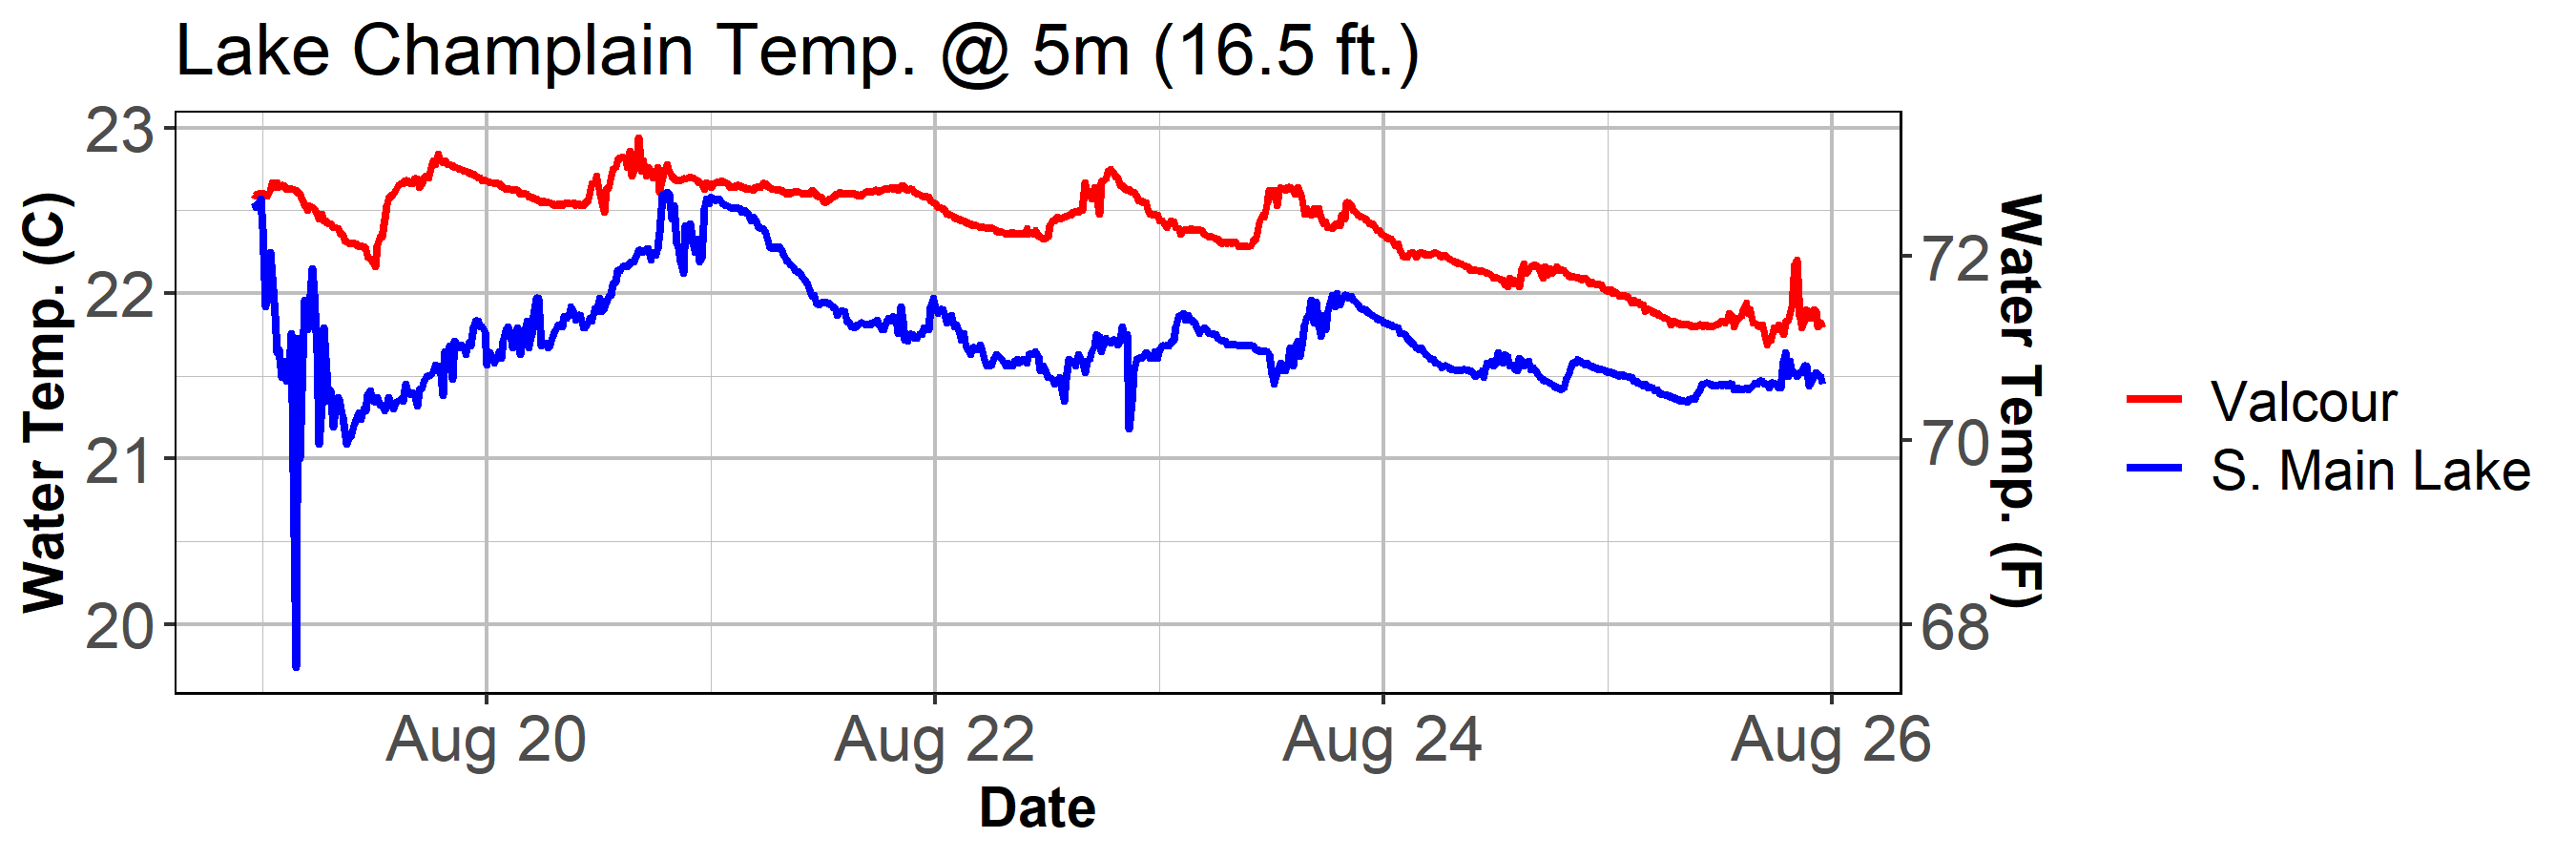 Lake Champlain Temp. @ 5m (16.5 ft.)
Water Temp. (C)
23
22
21
20
72
70
68
Water Temp. (F)
Aug 20
Aug 22
Aug 24
Aug 26
Date
Valcour
S. Main Lake